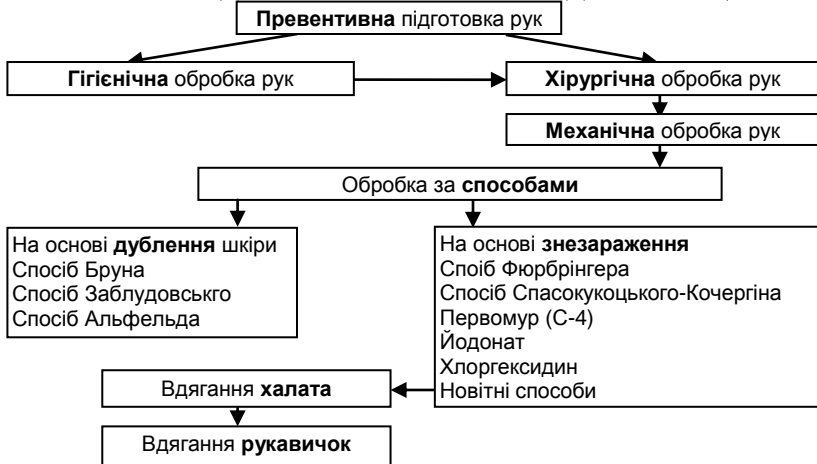 Превентивна підготовка рук
Гігієнічна обробка рук
Хірургічна обробка рук
Механічна обробка рук
Обробка за способами
На основі дублення шкіри
Спосіб Бруна
Спосіб Заблудовськго
Спосіб Альфельда
На основі знезараження
Споіб Фюрбрінгера
Спосіб Спасокукоцького-Кочергіна
Первомур (С-4)
Йодонат
Хлоргексидин
Новітні способи
Вдягання халата
Вдягання рукавичок